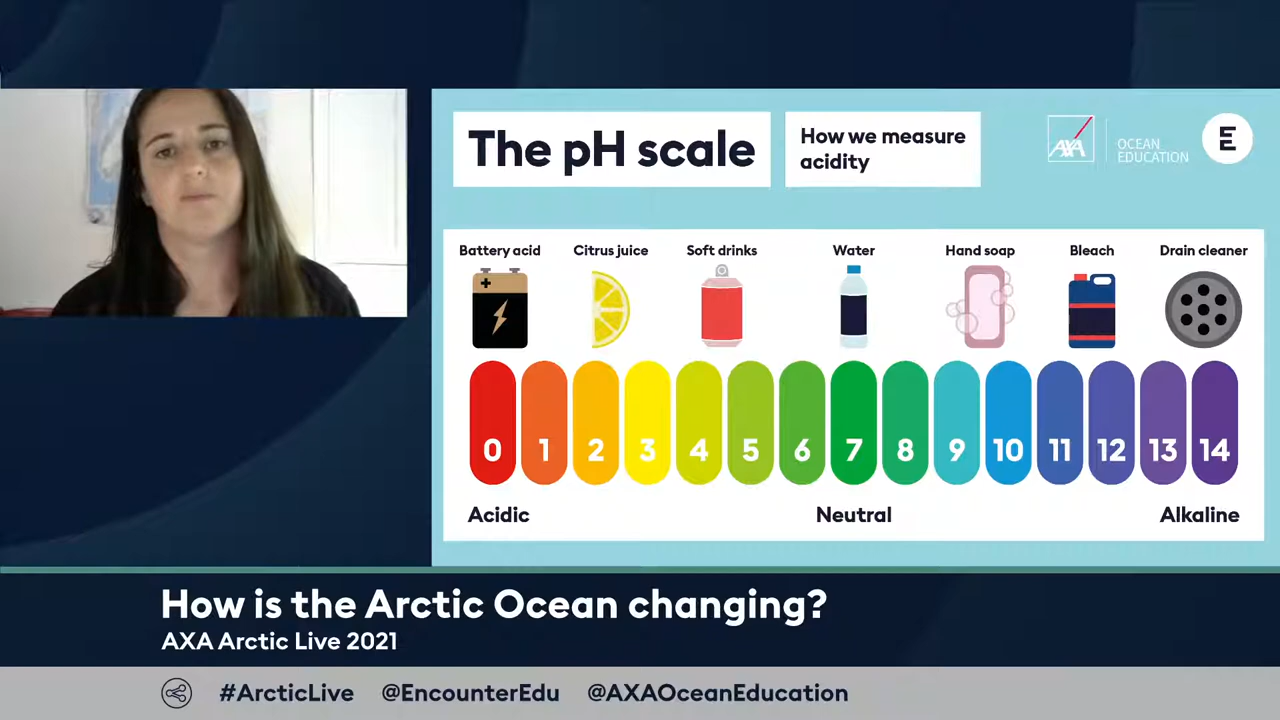 The pH scale
How we measure
acidity
AXA
OCEAN
EDUCATION
E
Battery acid
Citrus juice
Soft drinks
Water
Hand soap
Bleach
Drain cleaner
+
0 1 2 3 4 5 6 7 8 9 10 11 12 13 14
Acidic
Neutral
Alkaline
How is the Arctic Ocean changing?
AXA Arctic Live 2021
#ArcticLive @EncounterEdu @AXAOceanEducation